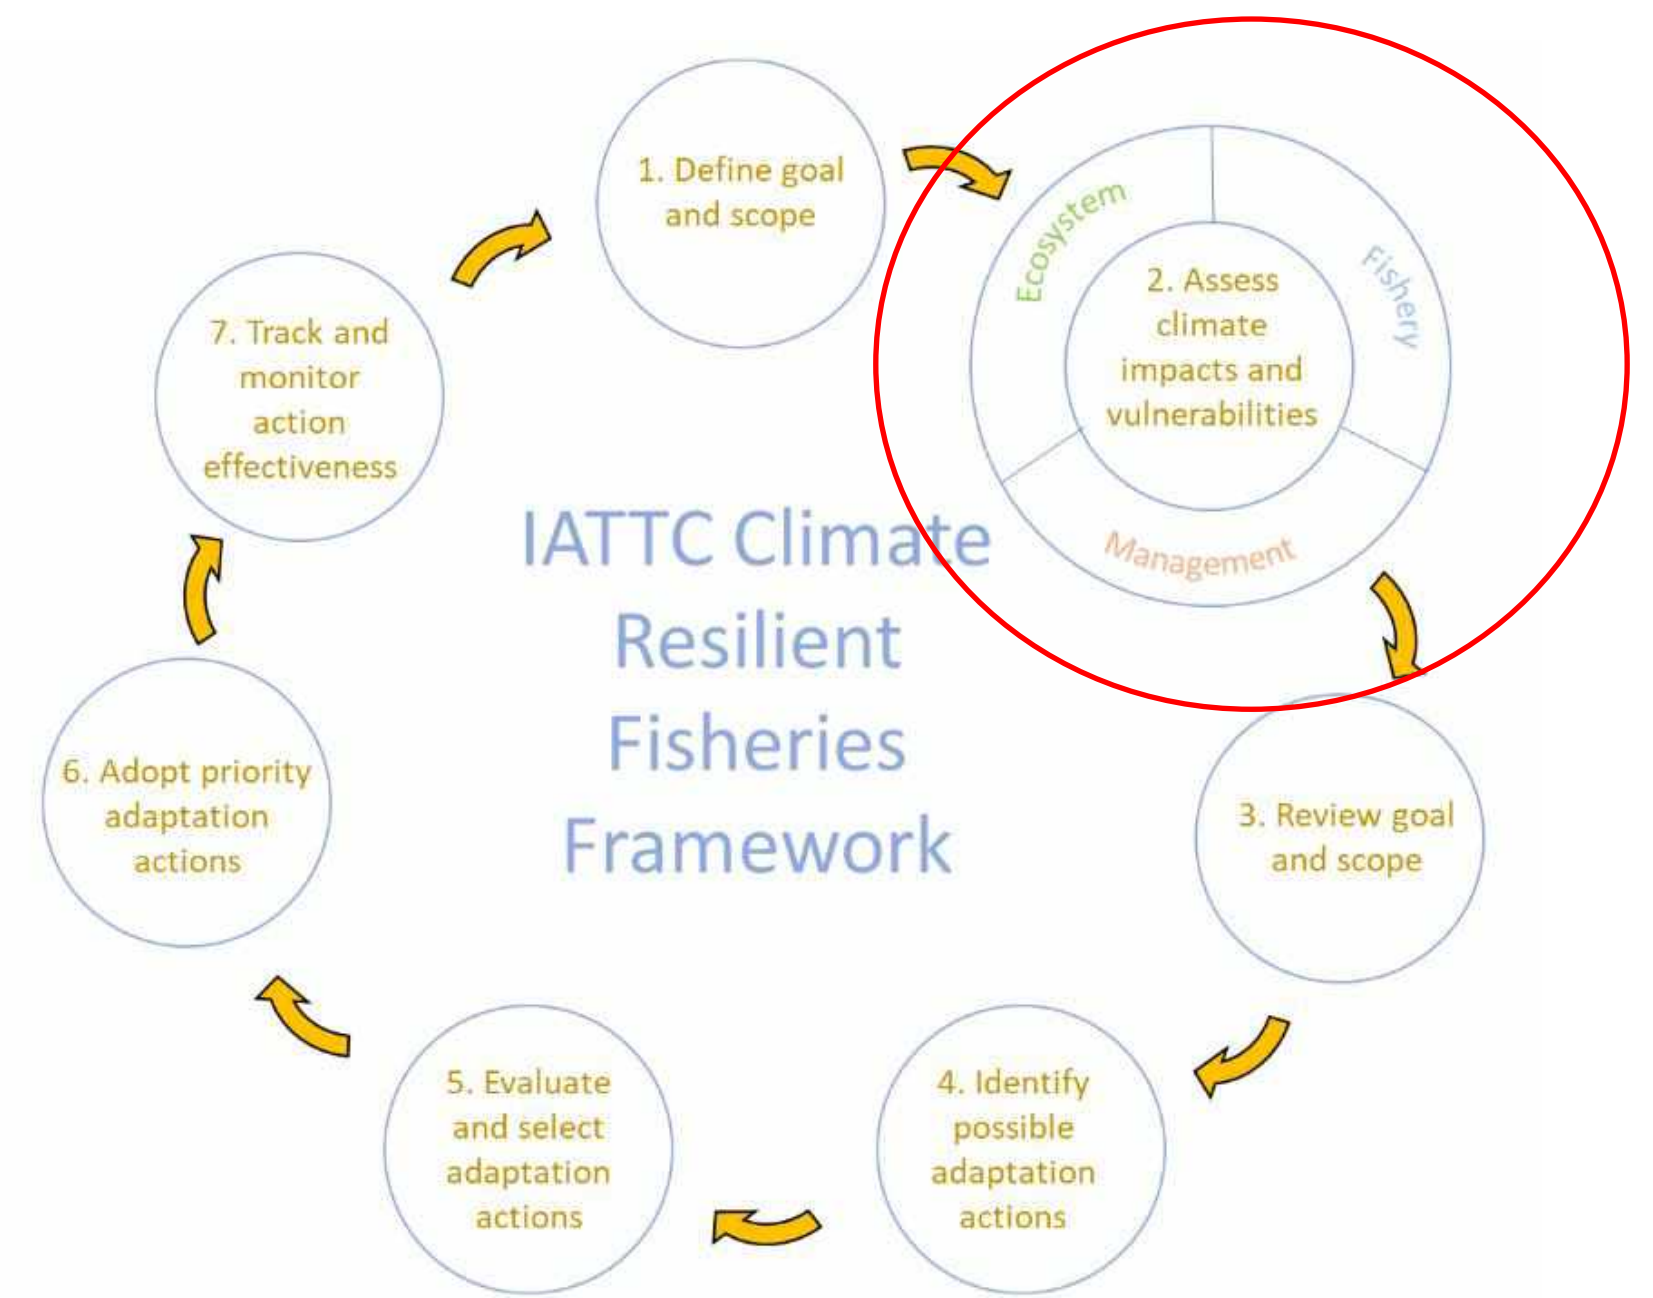 1. Define goal
and scope
Ecosystem
Fishery
Management
2. Assess
climate
impacts and
vulnerabilities
3. Review goal
and scope
4. Identify
possible
adaptation
actions
5. Evaluate
and select
adaptation
actions
6. Adopt priority
adaptation
actions
7. Track and
monitor
action
effectiveness
IATTC Climate
Resilient
Fisheries
Framework